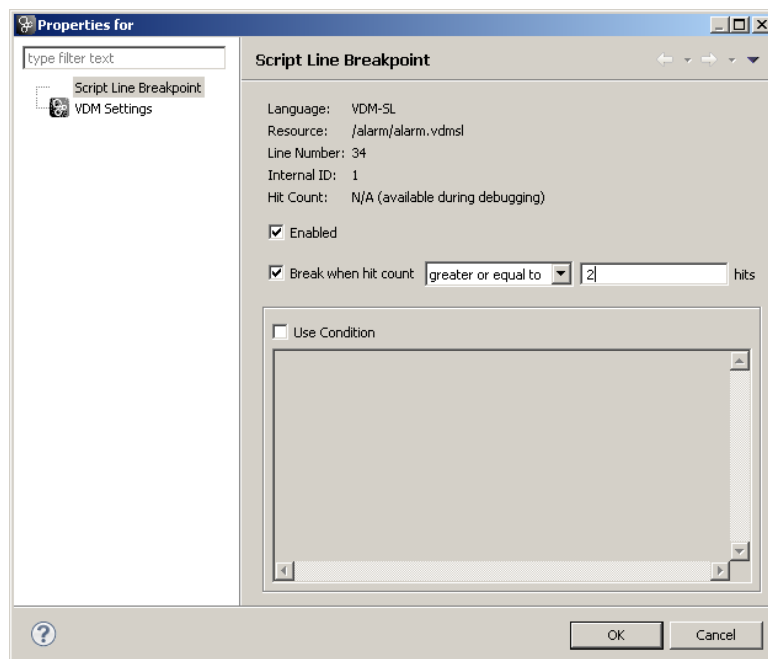 Properties for
type filter text
Script Line Breakpoint
VDM Settings
Script Line Breakpoint
Language: VDM-SL
Resource: /alarm/alarm.vdmsl
Line Number: 34
Internal ID: 1
Hit Count: N/A (available during debugging)
Enabled
Break when hit count greater or equal to 2 hits
Use Condition
? OK Cancel